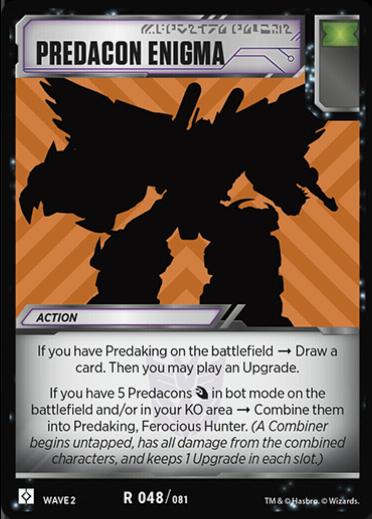 PREDACON ENIGMA
ACTION
If you have Predaking on the battlefield → Draw a
card. Then you may play an Upgrade.
If you have 5 Predacons in bot mode on the
battlefield and/or in your KO area → Combine them
into Predaking, Ferocious Hunter. (A Combiner
begins untapped, has all damage from the combined
characters, and keeps 1 Upgrade in each slot.)
WAVE 2
R 048/081
TM & © Hasbro. © Wizards.